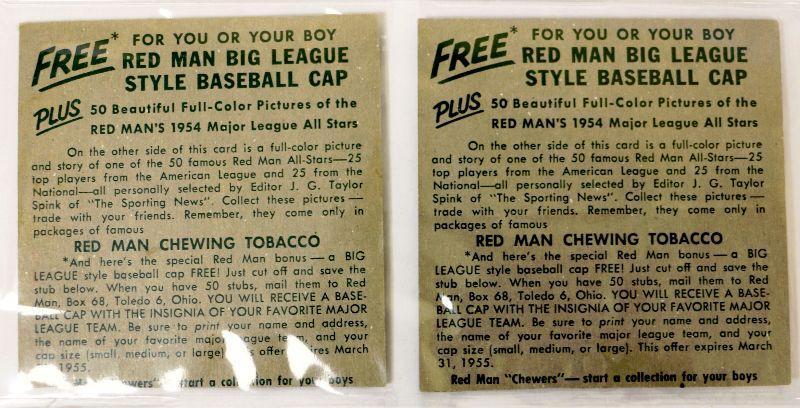 FREE* FOR YOU OR YOUR BOY
RED MAN BIG LEAGUE
STYLE BASEBALL CAP
PLUS 50 Beautiful Full-Color Pictures of the
RED MAN'S 1954 Major League All Stars
On the other side of this card is a full-color picture
and story of one of the 50 famous Red Man All-Stars—25
top players from the American League and 25 from the
National—all personally selected by Editor J. G. Taylor
Spink of "The Sporting News". Collect these pictures—
trade with your friends. Remember, they come only in
packages of famous
RED MAN CHEWING TOBACCO
*And here's the special Red Man bonus—a BIG
LEAGUE style baseball cap FREE! Just cut off and save the
stub below. When you have 50 stubs, mail them to Red
Man, Box 68, Toledo 6, Ohio. YOU WILL RECEIVE A BASE-
BALL CAP WITH THE INSIGNIA OF YOUR FAVORITE MAJOR
LEAGUE TEAM. Be sure to print your name and address,
the name of your favorite major league team, and your
cap size (small, medium, or large). This offer expires March
31, 1955.
Red Man "Chewers"— start a collection for your boys
FREE* FOR YOU OR YOUR BOY
RED MAN BIG LEAGUE
STYLE BASEBALL CAP
PLUS 50 Beautiful Full-Color Pictures of the
RED MAN'S 1954 Major League All Stars
On the other side of this card is a full-color picture
and story of one of the 50 famous Red Man All-Stars—25
top players from the American League and 25 from the
National—all personally selected by Editor J. G. Taylor
Spink of "The Sporting News". Collect these pictures—
trade with your friends. Remember, they come only in
packages of famous
RED MAN CHEWING TOBACCO
*And here's the special Red Man bonus—a BIG
LEAGUE style baseball cap FREE! Just cut off and save the
stub below. When you have 50 stubs, mail them to Red
Man, Box 68, Toledo 6, Ohio. YOU WILL RECEIVE A BASE-
BALL CAP WITH THE INSIGNIA OF YOUR FAVORITE MAJOR
LEAGUE TEAM. Be sure to print your name and address,
the name of your favorite major league team, and your
cap size (small, medium, or large). This offer expires March
31, 1955.
Red Man "Chewers"— start a collection for your boys